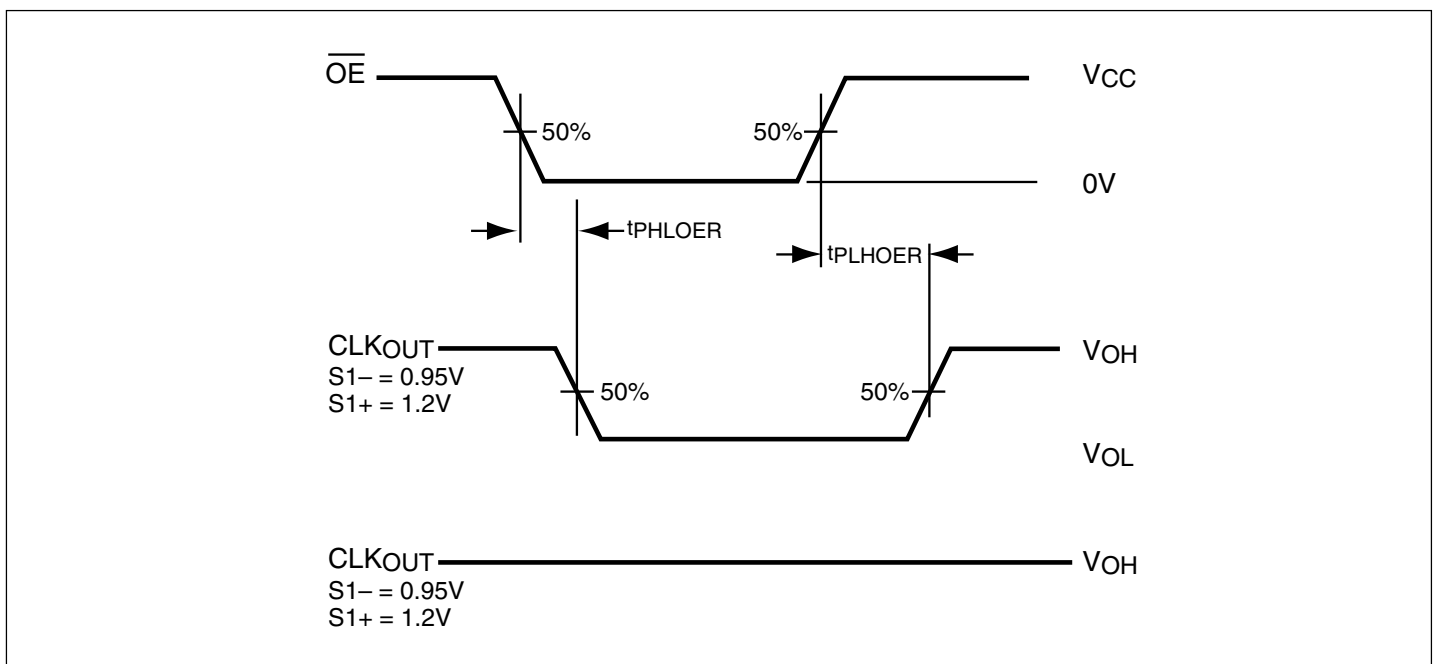 OE VCC
50% 50%
0V
tPHLOER
tPLHOER
CLKOUT VOH
S1– = 0.95V
S1+ = 1.2V
50% 50%
VOL
CLKOUT VOH
S1– = 0.95V
S1+ = 1.2V